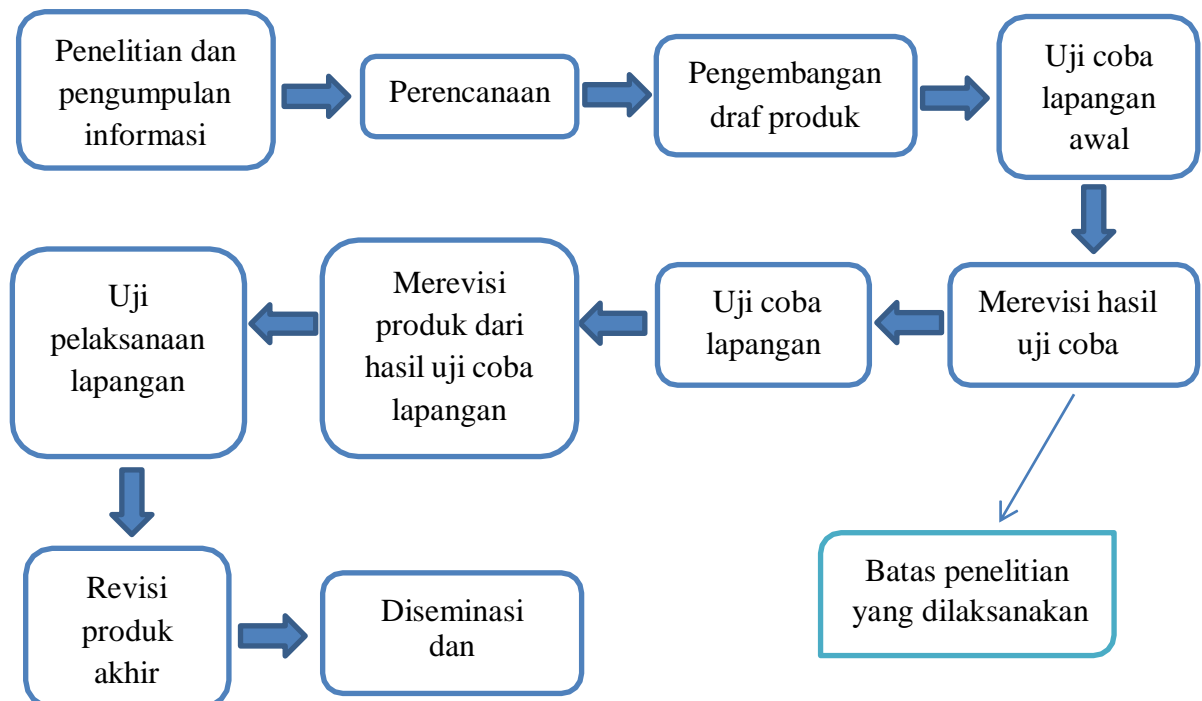 Penelitian dan
pengumpulan
informasi
Perencanaan
Pengembangan
draf produk
Uji coba
lapangan
awal
Merevisi hasil
uji coba
Uji coba
lapangan
Merevisi
produk dari
hasil uji coba
lapangan
Uji
pelaksanaan
lapangan
Revisi
produk
akhir
Diseminasi
dan
Batas penelitian
yang dilaksanakan